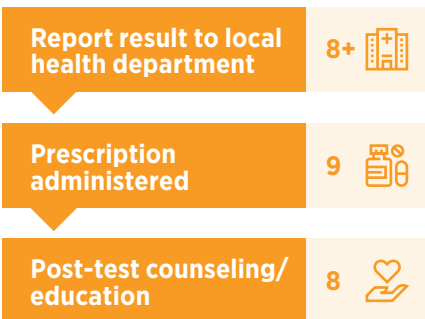 Report result to local
health department
8+
Prescription
administered
9
Post-test counseling/
education
8